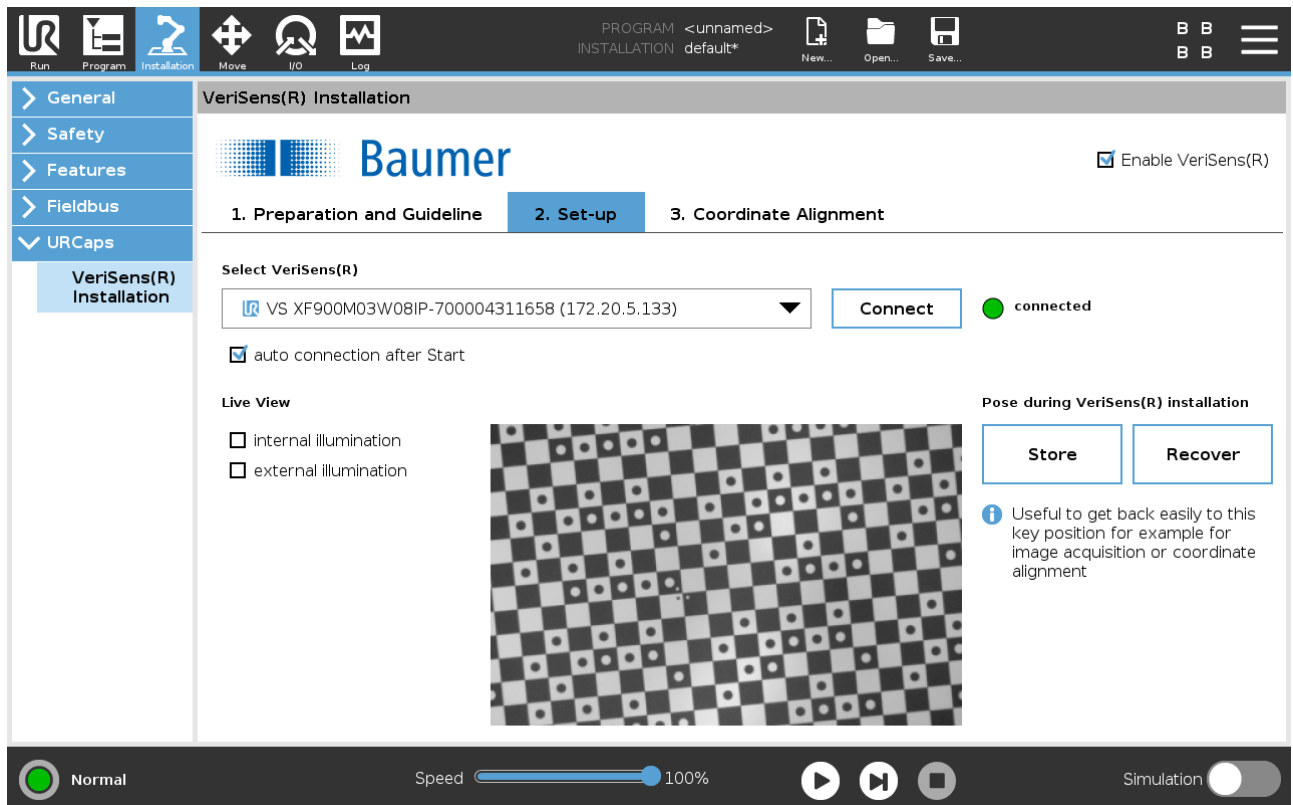 UR
Run
Program
Installation
Move
I/O
Log
PROGRAM <unnamed>
INSTALLATION default*
New...
Open...
Save...
B B
B B
General
Safety
Features
Fieldbus
URCaps
VeriSens(R)
Installation
VeriSens(R) Installation
Baumer
Enable VeriSens(R)
1. Preparation and Guideline
2. Set-up
3. Coordinate Alignment
Select VeriSens(R)
UR VS XF900M03W08IP-700004311658 (172.20.5.133)
Connect
connected
auto connection after Start
Live View
internal illumination
external illumination
Pose during VeriSens(R) installation
Store
Recover
Useful to get back easily to this
key position for example for
image acquisition or coordinate
alignment
Normal
Speed
100%
Simulation